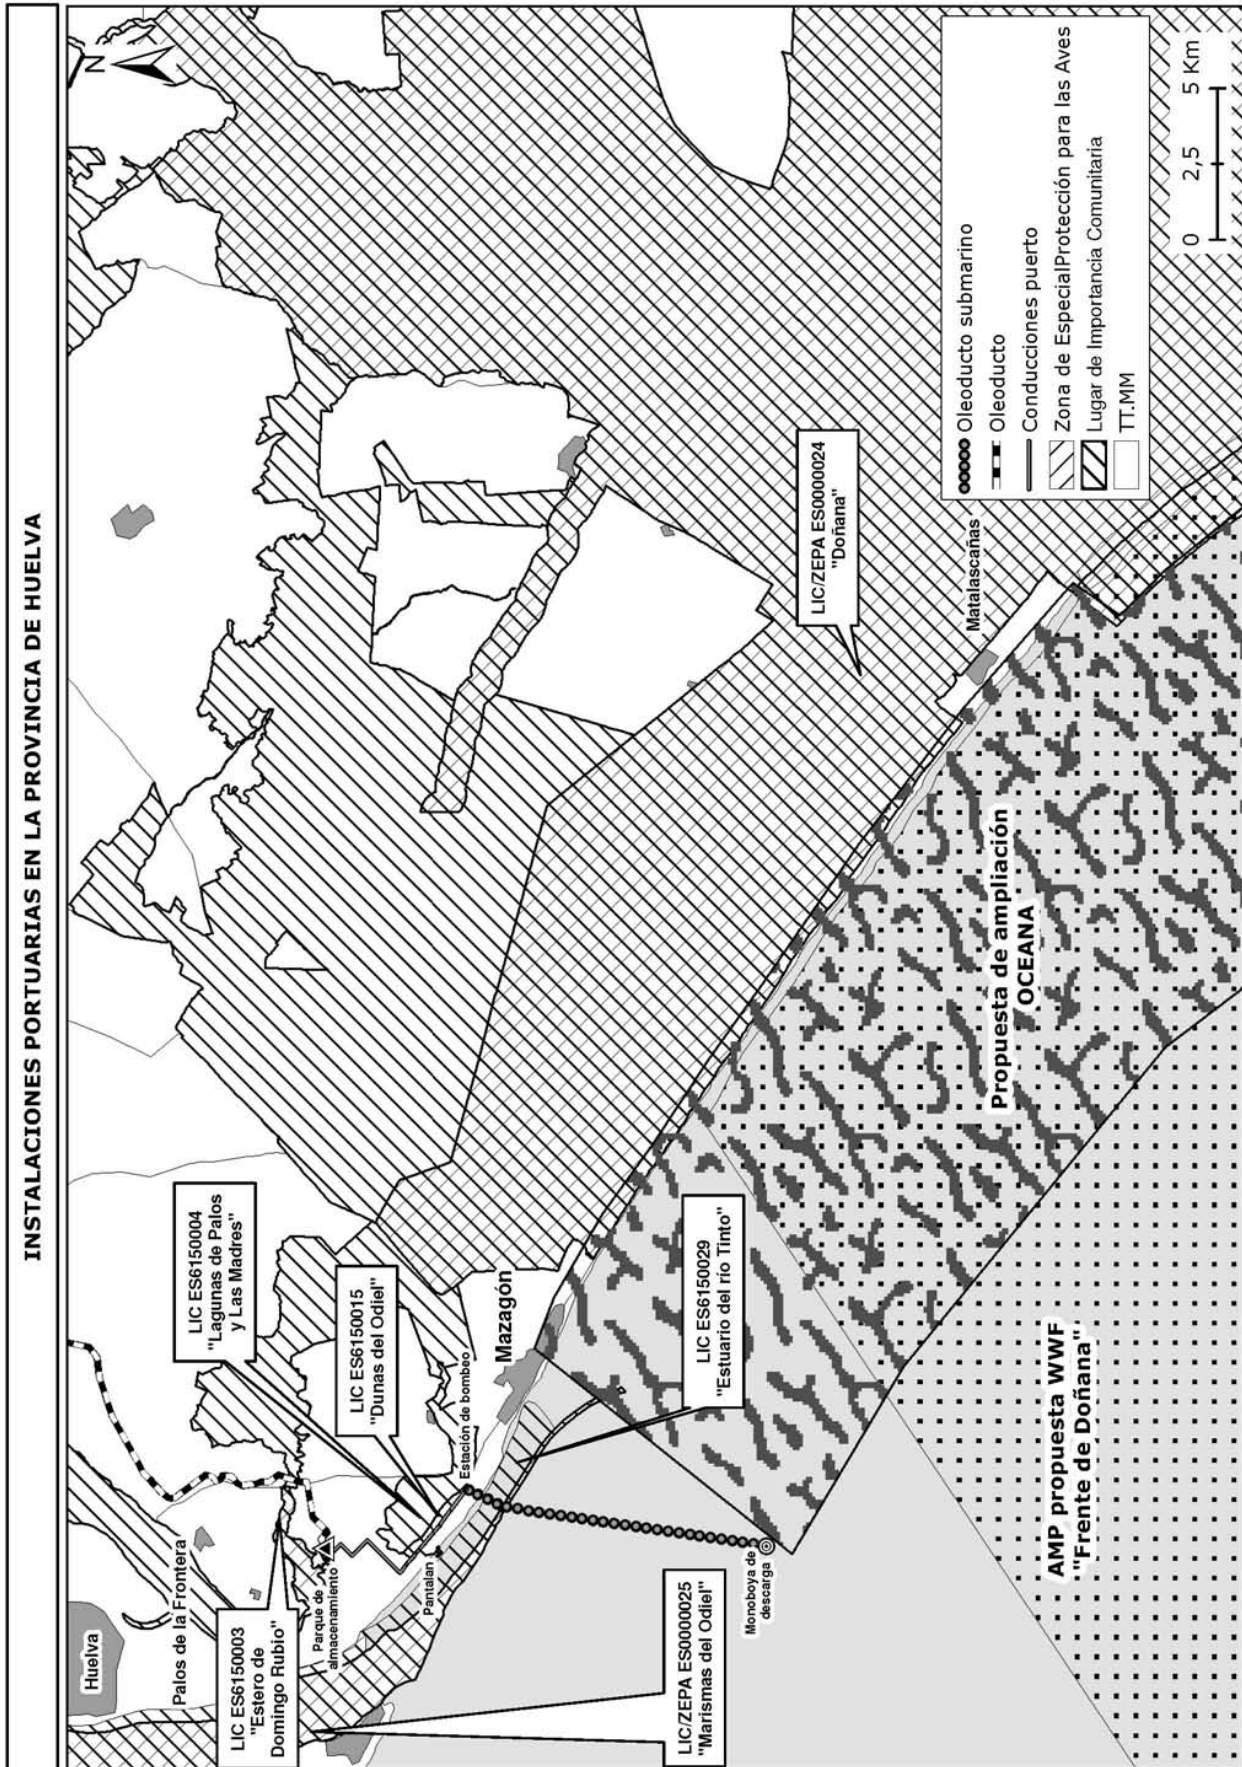 INSTALACIONES PORTUARIAS EN LA PROVINCIA DE HUELVA
N
Huelva
Palos de la Frontera
LIC ES6150003
"Estero de
Domingo Rubio"
Parque de
almacenamiento
Pantalan
LIC/ZEPA ES0000025
"Marismas del Odiel"
Monoboya de
descarga
LIC ES6150004
"Lagunas de Palos
y Las Madres"
LIC ES6150015
"Dunas del Odiel"
Estación de bombeo
Mazagón
LIC ES6150029
"Estuario del río Tinto"
AMP propuesta WWF
"Frente de Doñana"
Propuesta de ampliación
OCEANA
LIC/ZEPA ES0000024
"Doñana"
Matalascañas
Oleoducto submarino
Oleoducto
Conducciones puerto
Zona de EspecialProtección para las Aves
Lugar de Importancia Comunitaria
TT.MM
0 2,5 5 Km